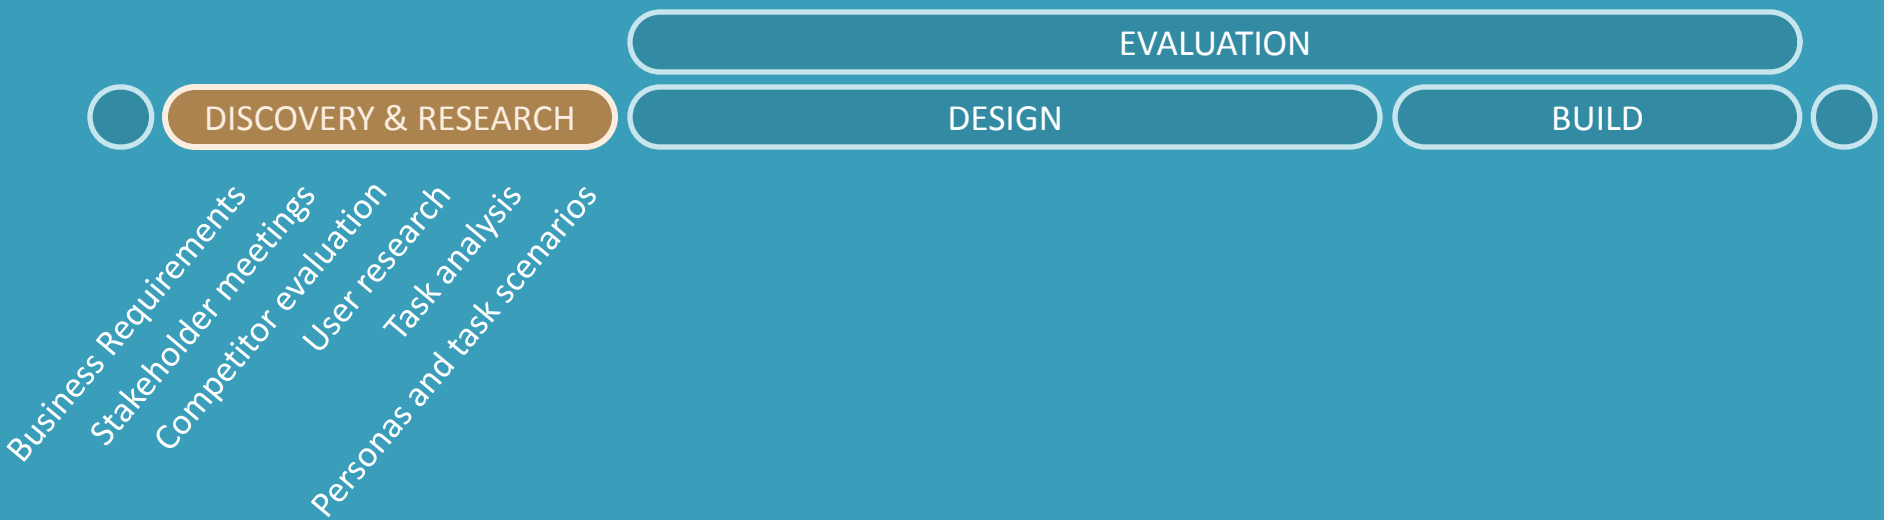 EVALUATION
DISCOVERY & RESEARCH
DESIGN
BUILD
Business Requirements
Stakeholder meetings
Competitor evaluation
User research
Task analysis
Personas and task scenarios